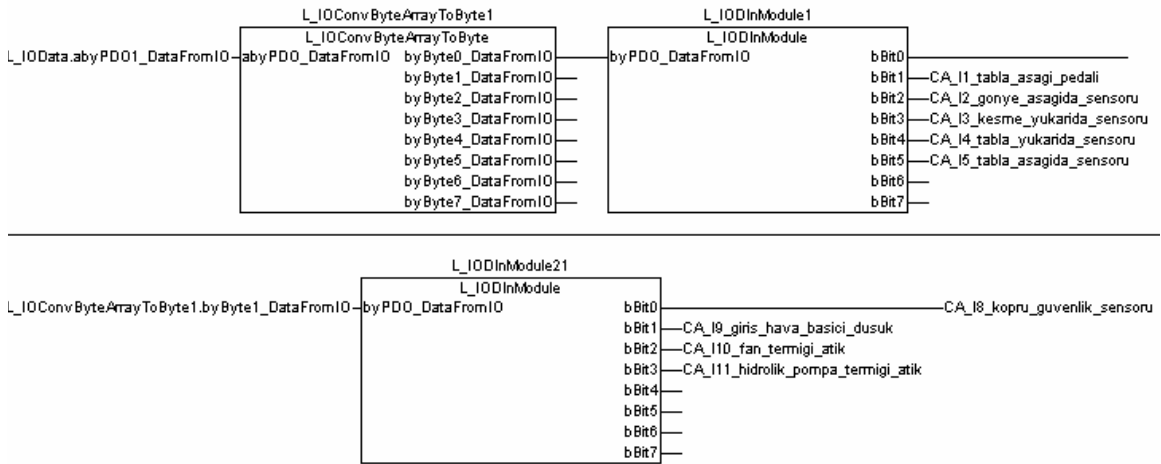 L_IOConvByteArrayToByte1 L_IODInModule1
L_IOConvByteArrayToByte L_IODInModule
L_IOData.abyPDO1_DataFromIO abyPDO_DataFromIO byByte0_DataFromIO byPDO_DataFromIO bBit0
byByte1_DataFromIO bBit1 CA_I1_tabla_asagi_pedali
byByte2_DataFromIO bBit2 CA_I2_gonye_asagida_sensoru
byByte3_DataFromIO bBit3 CA_I3_kesme_yukarida_sensoru
byByte4_DataFromIO bBit4 CA_I4_tabla_yukarida_sensoru
byByte5_DataFromIO bBit5 CA_I5_tabla_asagida_sensoru
byByte6_DataFromIO bBit6
byByte7_DataFromIO bBit7
L_IODInModule21
L_IODInModule
L_IOConvByteArrayToByte1.byByte1_DataFromIO byPDO_DataFromIO bBit0 CA_I8_kopru_guvenlik_sensoru
bBit1 CA_I9_giris_hava_basici_dusuk
bBit2 CA_I10_fan_termigi_atik
bBit3 CA_I11_hidrolik_pompa_termigi_atik
bBit4
bBit5
bBit6
bBit7